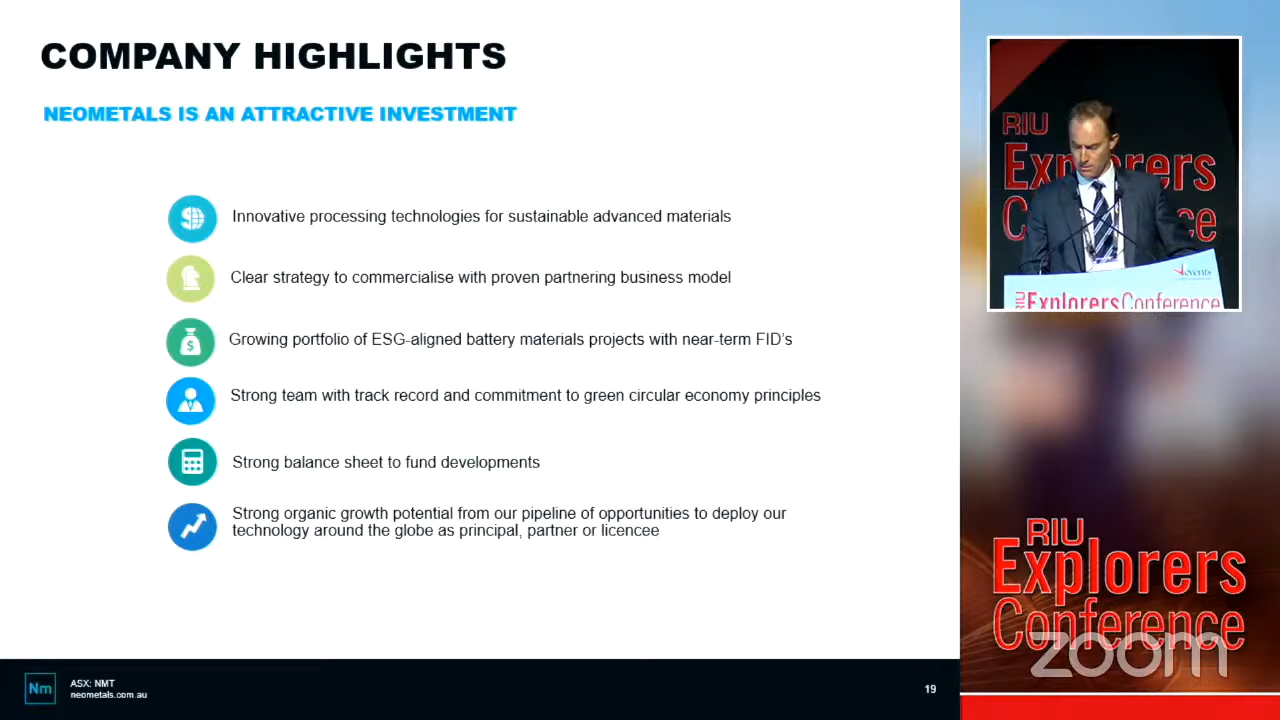 COMPANY HIGHLIGHTS
NEOMETALS IS AN ATTRACTIVE INVESTMENT
Innovative processing technologies for sustainable advanced materials
Clear strategy to commercialise with proven partnering business model
Growing portfolio of ESG-aligned battery materials projects with near-term FID's
Strong team with track record and commitment to green circular economy principles
Strong balance sheet to fund developments
Strong organic growth potential from our pipeline of opportunities to deploy our
technology around the globe as principal, partner or licencee
Nm
ASX: NMT
neometals.com.au
19
RIU
Explorers
RIU
ExplorersConference
RIU
Explorers
Conference
zoom